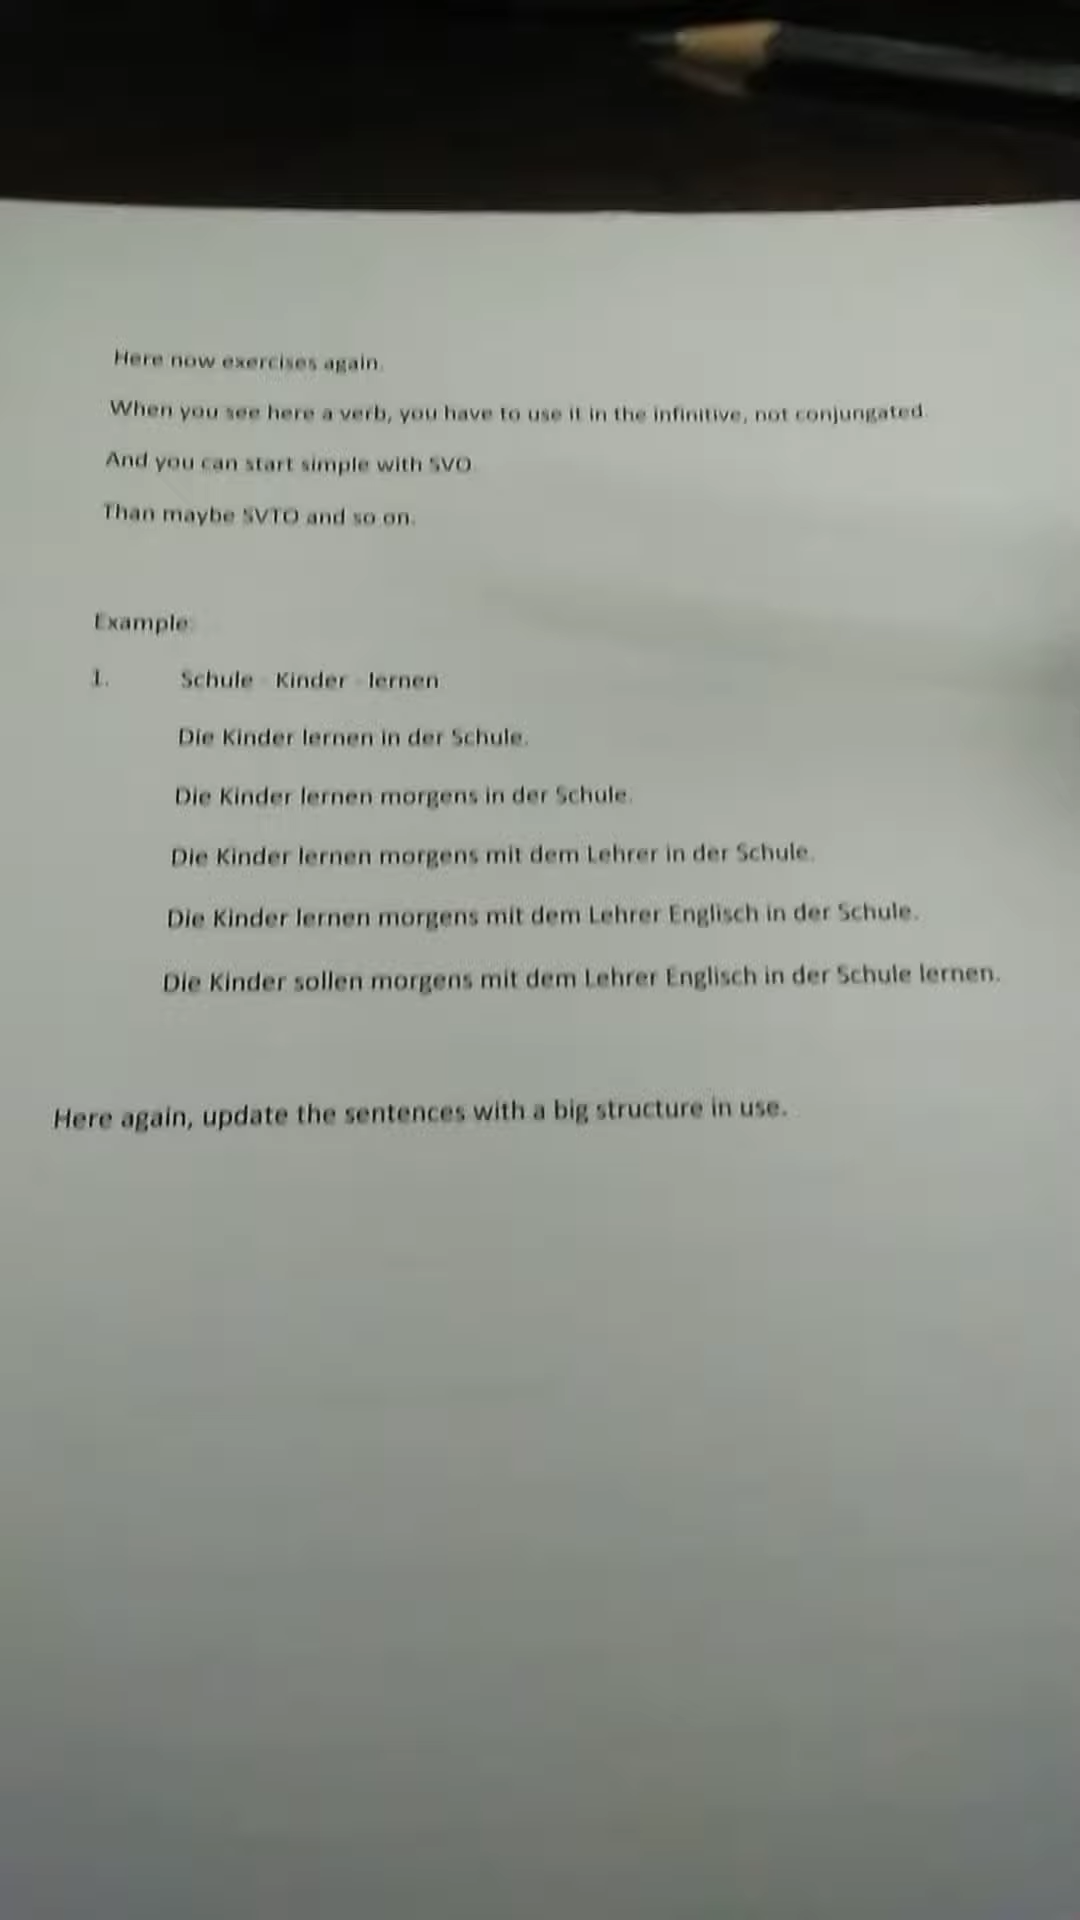 Here now exercises again.
When you see here a verb, you have to use it in the infinitive, not conjungated.
And you can start simple with SVO.
Than maybe SVTO and so on.
Example:
1. Schule - Kinder - lernen
Die Kinder lernen in der Schule.
Die Kinder lernen morgens in der Schule.
Die Kinder lernen morgens mit dem Lehrer in der Schule.
Die Kinder lernen morgens mit dem Lehrer Englisch in der Schule.
Die Kinder sollen morgens mit dem Lehrer Englisch in der Schule lernen.
Here again, update the sentences with a big structure in use.